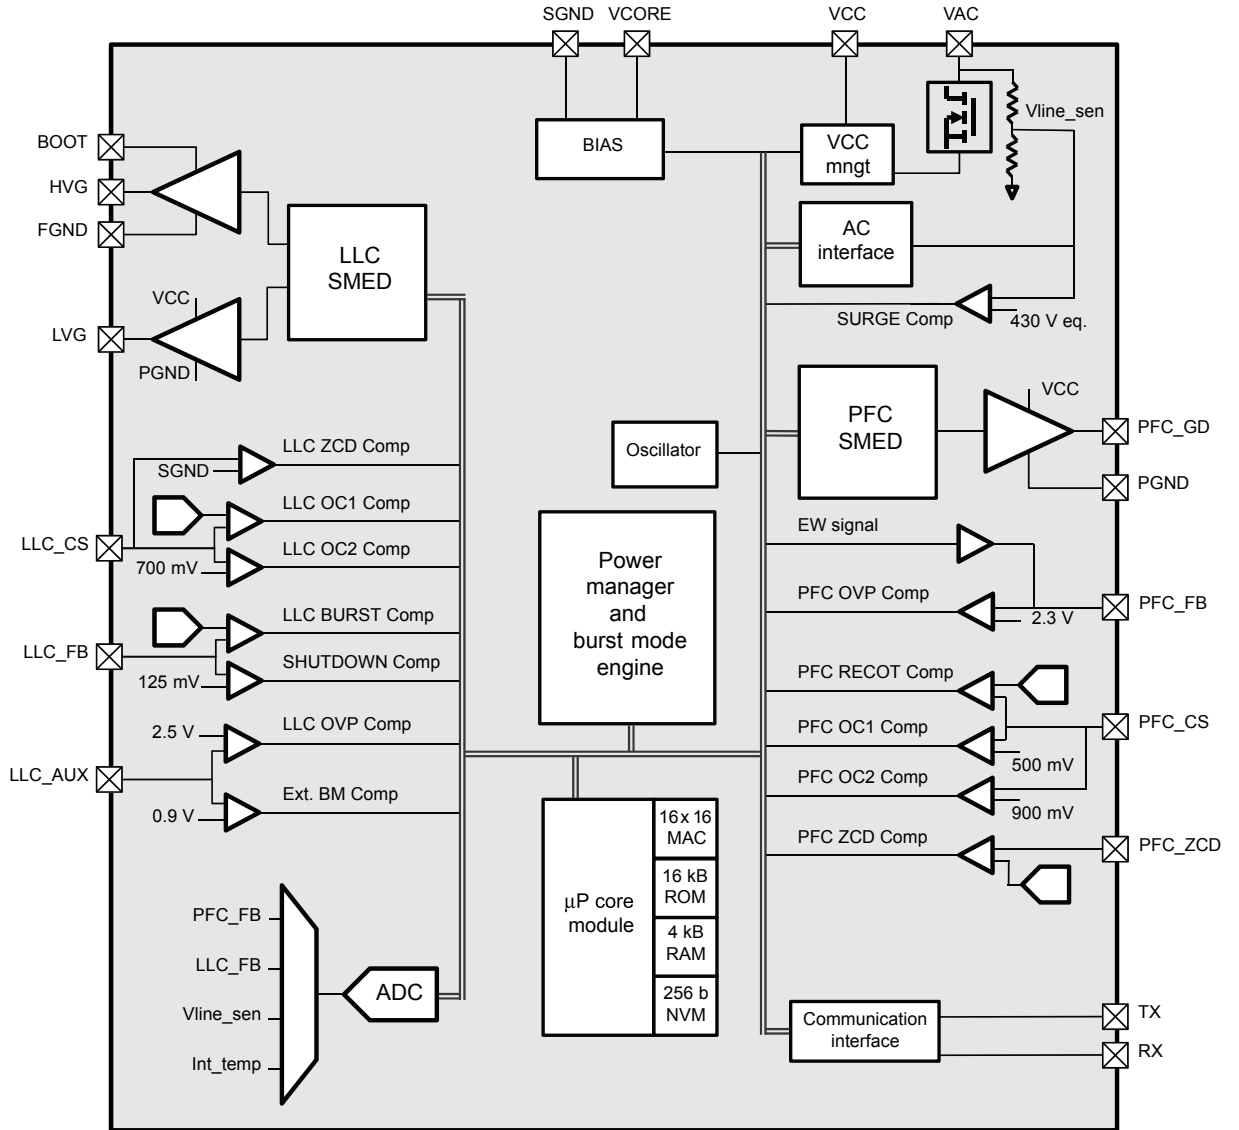 SGND VCORE VCC VAC
Vline_sen
BOOT
HVG
FGND
BIAS
VCC
mngt
LLC
SMED
AC
interface
VCC
LVG
PGND
SURGE Comp
430 V eq.
PFC
SMED
VCC
PFC_GD
PGND
Oscillator
LLC ZCD Comp
SGND
LLC OC1 Comp
LLC_CS
LLC OC2 Comp
700 mV
Power
manager
and
burst mode
engine
EW signal
PFC OVP Comp
PFC_FB
2.3 V
LLC BURST Comp
LLC_FB
SHUTDOWN Comp
125 mV
PFC RECOT Comp
PFC_CS
PFC OC1 Comp
500 mV
PFC OC2 Comp
900 mV
PFC ZCD Comp
PFC_ZCD
2.5 V
LLC OVP Comp
LLC_AUX
Ext. BM Comp
0.9 V
µP core
module
16 x 16
MAC
16 kB
ROM
4 kB
RAM
256 b
NVM
PFC_FB
LLC_FB
Vline_sen
Int_temp
ADC
Communication
interface
TX
RX